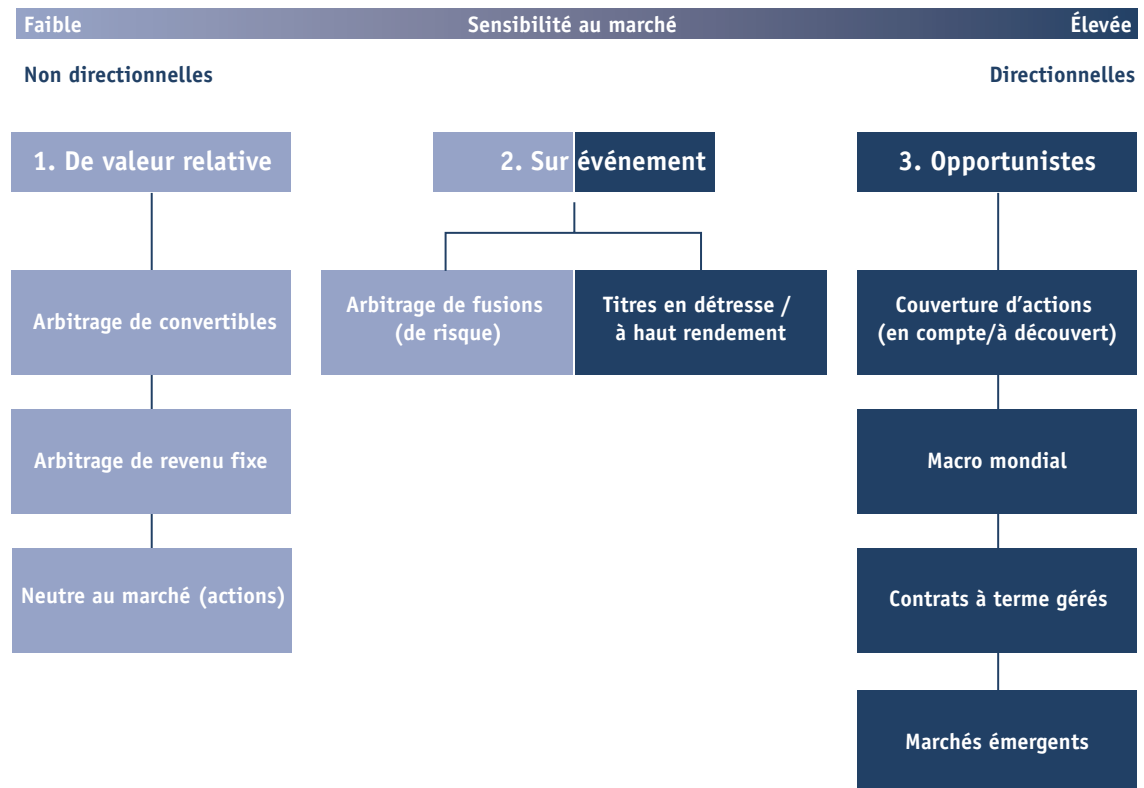 Faible Sensibilité au marché Élevée
Non directionnelles Directionnelles
1. De valeur relative
2. Sur événement
3. Opportunistes
Arbitrage de convertibles
Arbitrage de revenu fixe
Neutre au marché (actions)
Arbitrage de fusions
(de risque)
Titres en détresse /
à haut rendement
Couverture d’actions
(en compte/à découvert)
Macro mondial
Contrats à terme gérés
Marchés émergents